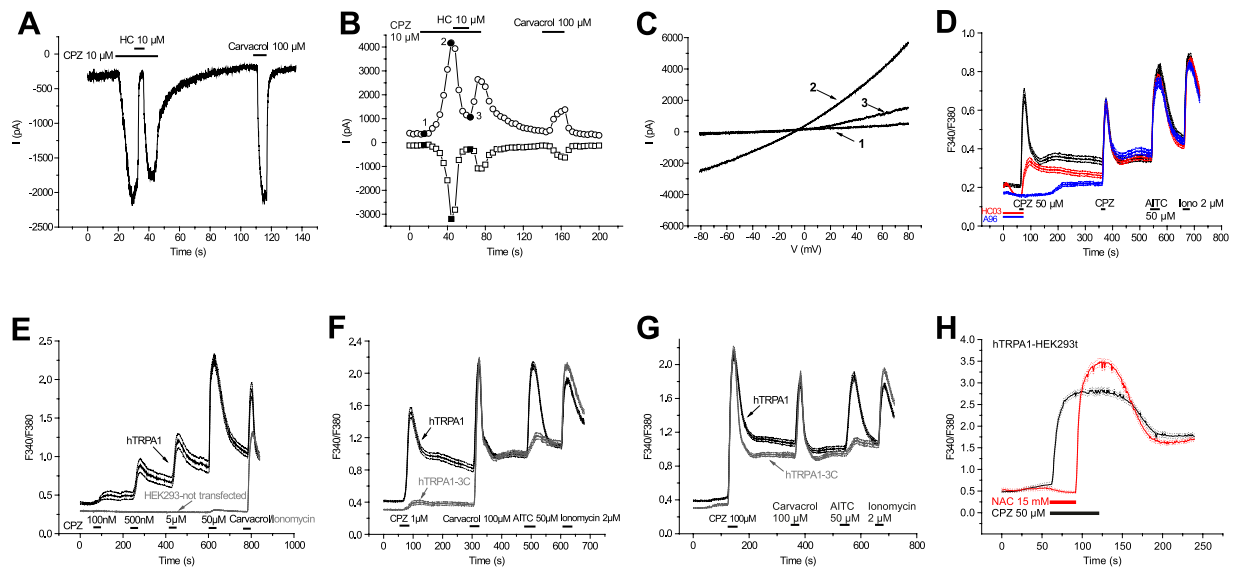 A
HC 10 µM
CPZ 10 µM
Carvacrol 100 µM
I (pA)
0
-500
-1000
-1500
-2000
-2500
0 20 40 60 80 100 120 140
Time (s)
B
CPZ
10 µM
HC 10 µM
Carvacrol 100 µM
I (pA)
4000
3000
2000
1000
0
-1000
-2000
-3000
1
2
3
0 40 80 120 160 200
Time (s)
C
I (pA)
6000
4000
2000
0
-2000
-4000
-6000
2
3
1
-80 -60 -40 -20 0 20 40 60 80
V (mV)
D
F340/F380
1,0
0,8
0,6
0,4
0,2
0,0
HC03
A96
CPZ 50 µM
CPZ
AITC
50 µM
Iono 2 µM
0 100 200 300 400 500 600 700 800
Time (s)
E
F340/F380
2.5
2.0
1.5
1.0
0.5
0.0
hTRPA1
HEK293-not transfected
CPZ
100nM
500nM
5µM
50µM
Carvacrol/Ionomycin
0 200 400 600 800 1000
Time (s)
F
F340/F380
2.4
2.0
1.6
1.2
0.8
0.4
0.0
hTRPA1
hTRPA1-3C
CPZ 1µM
Carvacrol 100µM
AITC 50µM
Ionomycin 2µM
0 100 200 300 400 500 600 700 800
Time (s)
G
F340/F380
2.4
2.0
1.6
1.2
0.8
0.4
0.0
hTRPA1
hTRPA1-3C
CPZ 100µM
Carvacrol
100 µM
AITC
50 µM
Ionomycin
2 µM
0 100 200 300 400 500 600 700 800
Time (s)
H
hTRPA1-HEK293t
F340/F380
4.0
3.5
3.0
2.5
2.0
1.5
1.0
0.5
0.0
NAC 15 mM
CPZ 50 µM
0 50 100 150 200 250
Time (s)